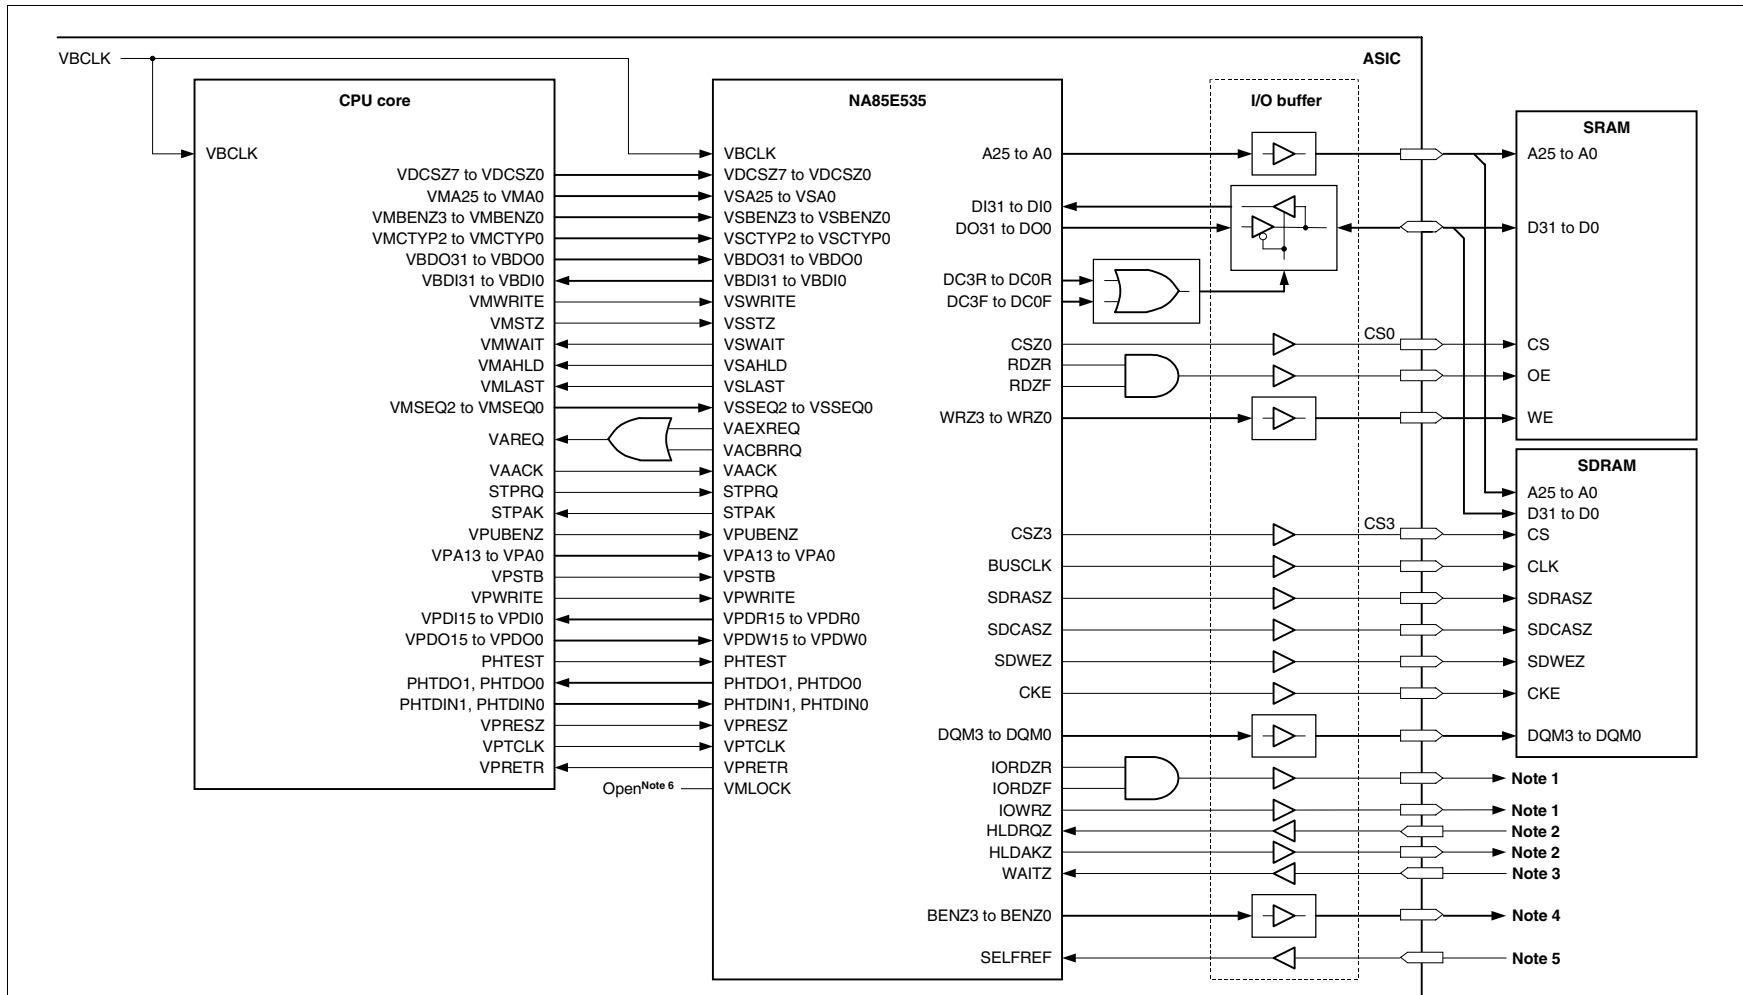 VBCLK
ASIC
CPU core
NA85E535
I/O buffer
SRAM
VBCLK
VDCSZ7 to VDCSZ0
VMA25 to VMA0
VMBENZ3 to VMBENZ0
VMCTYP2 to VMCTYP0
VBDO31 to VBDO0
VBDI31 to VBDI0
VMWRITE
VMSTZ
VMWAIT
VMAHLD
VMLAST
VMSEQ2 to VMSEQ0
VAREQ
VAACK
STPRQ
STPAK
VPUBENZ
VPA13 to VPA0
VPSTB
VPWRITE
VPDI15 to VPDI0
VPDO15 to VPDO0
PHTEST
PHTDO1, PHTDO0
PHTDIN1, PHTDIN0
VPRESZ
VPTCLK
VPRETR
Open Note 6
VBCLK
VDCSZ7 to VDCSZ0
VSA25 to VSA0
VSBENZ3 to VSBENZ0
VSCTYP2 to VSCTYP0
VBDO31 to VBDO0
VBDI31 to VBDI0
VSWRITE
VSSTZ
VSWAIT
VSAHLD
VSLAST
VSSEQ2 to VSSEQ0
VAEXREQ
VACBRRQ
VAACK
STPRQ
STPAK
VPUBENZ
VPA13 to VPA0
VPSTB
VPWRITE
VPDR15 to VPDR0
VPDW15 to VPDW0
PHTEST
PHTDO1, PHTDO0
PHTDIN1, PHTDIN0
VPRESZ
VPTCLK
VPRETR
VMLOCK
A25 to A0
DI31 to DI0
DO31 to DO0
DC3R to DC0R
DC3F to DC0F
CSZ0
RDZR
RDZF
WRZ3 to WRZ0
CSZ3
BUSCLK
SDRASZ
SDCASZ
SDWEZ
CKE
DQM3 to DQM0
IORDZR
IORDZF
IOWRZ
HLDRQZ
HLDAKZ
WAITZ
BENZ3 to BENZ0
SELFREF
CS0
CS3
A25 to A0
D31 to D0
CS
OE
WE
SDRAM
A25 to A0
D31 to D0
CS
CLK
SDRASZ
SDCASZ
SDWEZ
CKE
DQM3 to DQM0
Note 1
Note 1
Note 2
Note 2
Note 3
Note 4
Note 5